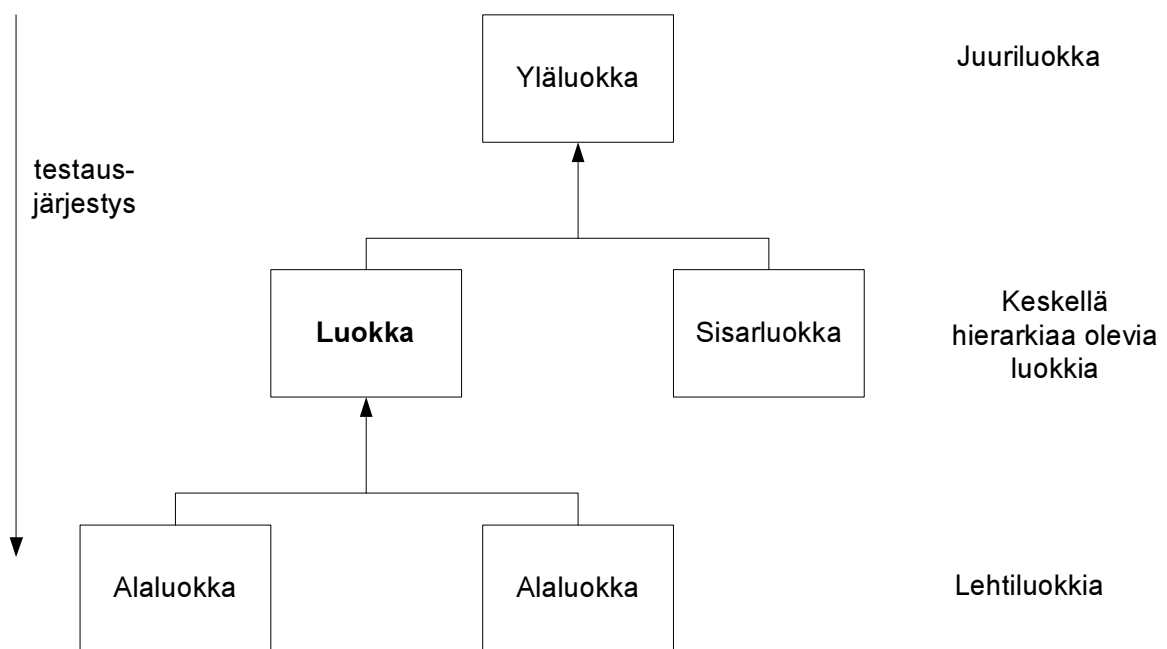 Yläluokka
Juuriluokka
testaus-
järjestys
Luokka
Sisarluokka
Keskellä
hierarkiaa olevia
luokkia
Alaluokka
Alaluokka
Lehtiluokkia